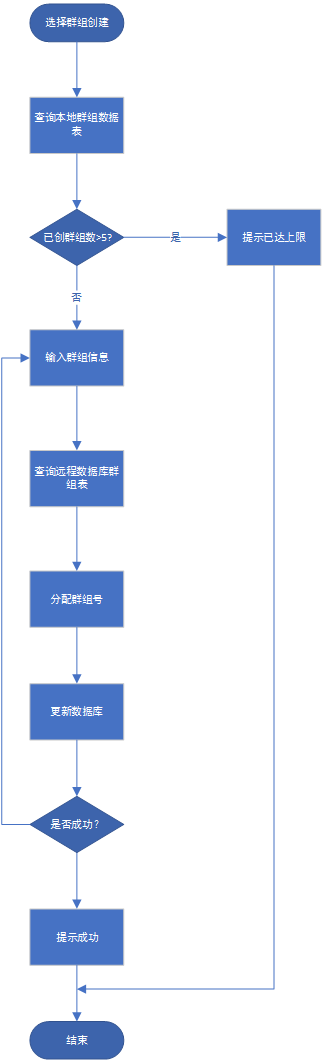 选择群组创建
查询本地群组数据
表
已创群组数>5?
是
提示已达上限
否
输入群组信息
查询远程数据库群
组表
分配群组号
更新数据库
是否成功？
提示成功
结束